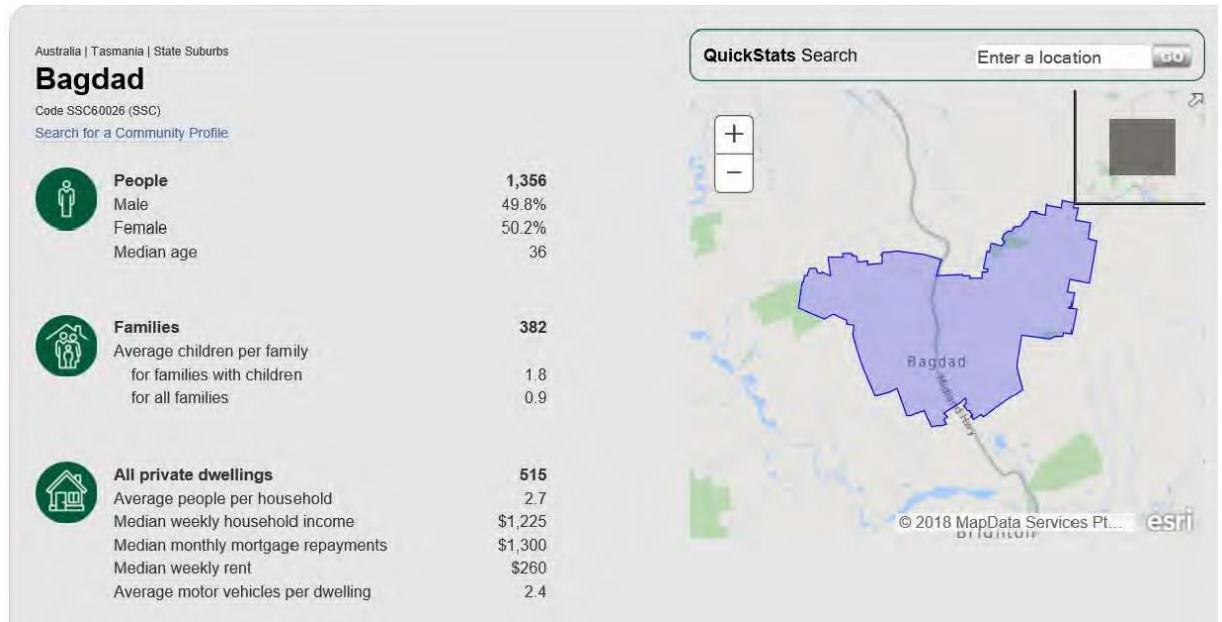 Australia | Tasmania | State Suburbs
Bagdad
Code SSC60026 (SSC)
Search for a Community Profile
People 1,356
Male 49.8%
Female 50.2%
Median age 36
Families 382
Average children per family
for families with children 1.8
for all families 0.9
All private dwellings 515
Average people per household 2.7
Median weekly household income $1,225
Median monthly mortgage repayments $1,300
Median weekly rent $260
Average motor vehicles per dwelling 2.4
QuickStats Search Enter a location GO
+
−
Bagdad
Midland Hwy
© 2018 MapData Services Pt... esri
Brighton